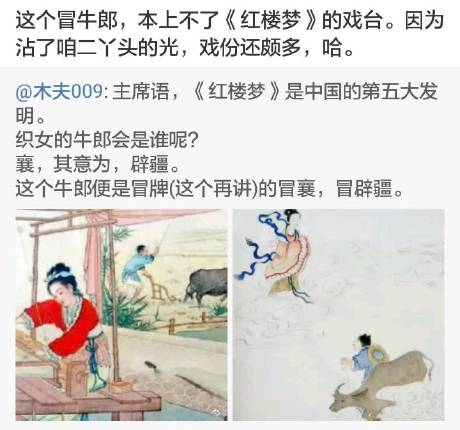 这个冒牛郎，本上不了《红楼梦》的戏台。因为
沾了咱二丫头的光，戏份还颇多，哈。
@木夫009: 主席语，《红楼梦》是中国的第五大发
明。
织女的牛郎会是谁呢?
襄，其意为，辟疆。
这个牛郎便是冒牌(这个再讲)的冒襄，冒辟疆。